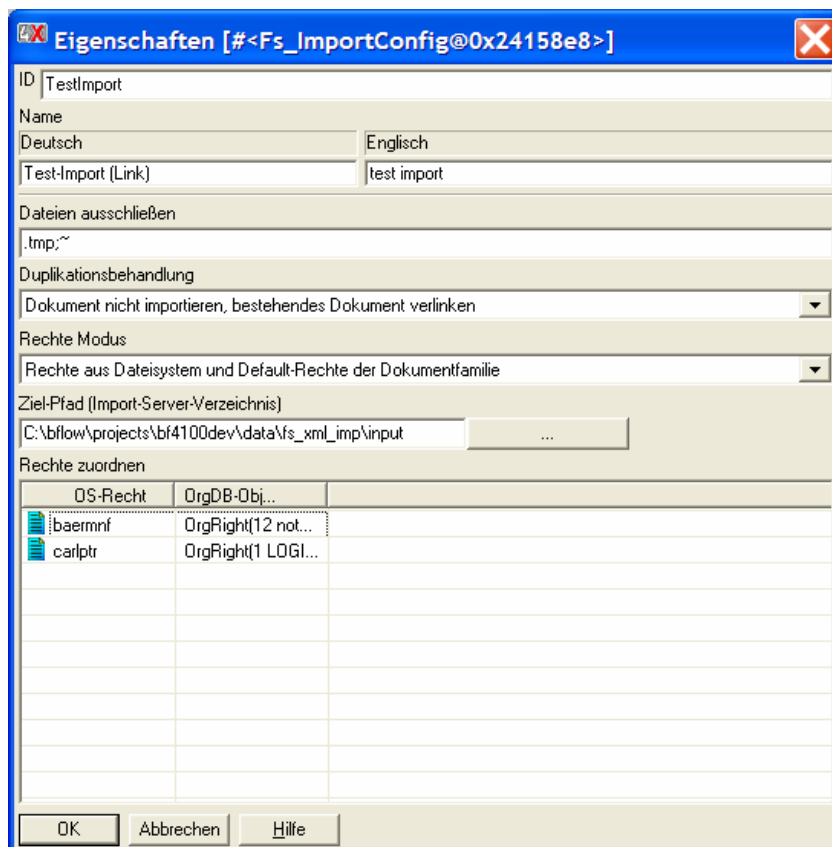 Eigenschaften [#<Fs_ImportConfig@0x24158e8>]
ID TestImport
Name
Deutsch Englisch
Test-Import (Link) test import
Dateien ausschließen
.tmp;~
Duplikationsbehandlung
Dokument nicht importieren, bestehendes Dokument verlinken
Rechte Modus
Rechte aus Dateisystem und Default-Rechte der Dokumentfamilie
Ziel-Pfad (Import-Server-Verzeichnis)
C:\bflow\projects\bf4100dev\data\fs_xml_imp\input ...
Rechte zuordnen
OS-Recht OrgDB-Obj...
baermnf OrgRight(12 not...
carlptr OrgRight(1 LOGI...
OK Abbrechen Hilfe